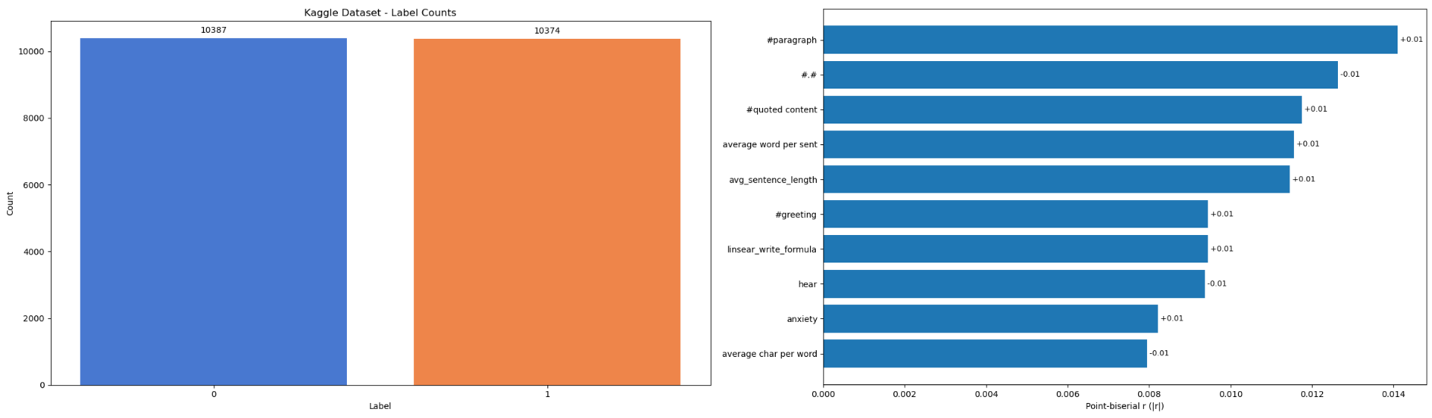 Kaggle Dataset - Label Counts
10387
10374
10000
8000
6000
4000
2000
0
Count
0
1
Label
#paragraph
+0.01
#.#
-0.01
#quoted content
+0.01
average word per sent
+0.01
avg_sentence_length
+0.01
#greeting
+0.01
linsear_write_formula
+0.01
hear
-0.01
anxiety
+0.01
average char per word
-0.01
0.000
0.002
0.004
0.006
0.008
0.010
0.012
0.014
Point-biserial r (|r|)